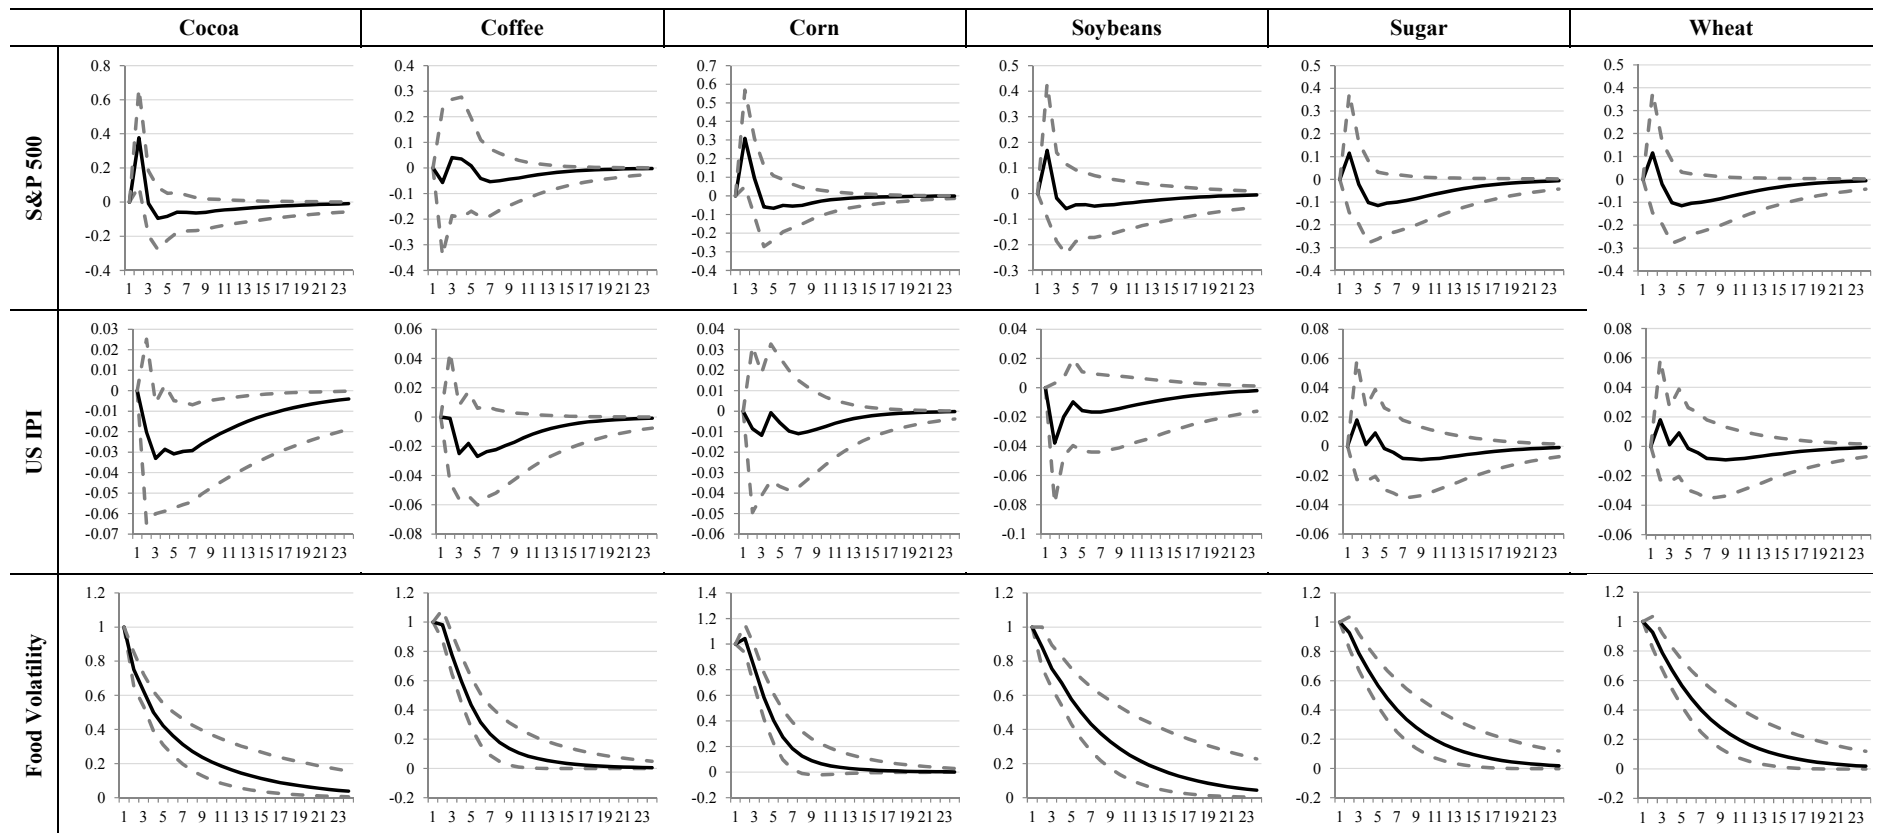 Cocoa Coffee Corn Soybeans Sugar Wheat
S&P 500
0.8 0.6 0.4 0.2 0 -0.2 -0.4
1 3 5 7 9 11 13 15 17 19 21 23
0.4 0.3 0.2 0.1 0 -0.1 -0.2 -0.3 -0.4
1 3 5 7 9 11 13 15 17 19 21 23
0.7 0.6 0.5 0.4 0.3 0.2 0.1 0 -0.1 -0.2 -0.3 -0.4
1 3 5 7 9 11 13 15 17 19 21 23
0.5 0.4 0.3 0.2 0.1 0 -0.1 -0.2 -0.3
1 3 5 7 9 11 13 15 17 19 21 23
0.5 0.4 0.3 0.2 0.1 0 -0.1 -0.2 -0.3 -0.4
1 3 5 7 9 11 13 15 17 19 21 23
0.5 0.4 0.3 0.2 0.1 0 -0.1 -0.2 -0.3 -0.4
1 3 5 7 9 11 13 15 17 19 21 23
US IPI
0.03 0.02 0.01 0 -0.01 -0.02 -0.03 -0.04 -0.05 -0.06 -0.07
1 3 5 7 9 11 13 15 17 19 21 23
0.06 0.04 0.02 0 -0.02 -0.04 -0.06 -0.08
1 3 5 7 9 11 13 15 17 19 21 23
0.04 0.03 0.02 0.01 0 -0.01 -0.02 -0.03 -0.04 -0.05 -0.06
1 3 5 7 9 11 13 15 17 19 21 23
0.04 0.02 0 -0.02 -0.04 -0.06 -0.08 -0.1
1 3 5 7 9 11 13 15 17 19 21 23
0.08 0.06 0.04 0.02 0 -0.02 -0.04 -0.06
1 3 5 7 9 11 13 15 17 19 21 23
0.08 0.06 0.04 0.02 0 -0.02 -0.04 -0.06
1 3 5 7 9 11 13 15 17 19 21 23
Food Volatility
1.2 1 0.8 0.6 0.4 0.2 0
1 3 5 7 9 11 13 15 17 19 21 23
1.2 1 0.8 0.6 0.4 0.2 0 -0.2
1 3 5 7 9 11 13 15 17 19 21 23
1.4 1.2 1 0.8 0.6 0.4 0.2 0 -0.2
1 3 5 7 9 11 13 15 17 19 21 23
1.2 1 0.8 0.6 0.4 0.2 0
1 3 5 7 9 11 13 15 17 19 21 23
1.2 1 0.8 0.6 0.4 0.2 0 -0.2
1 3 5 7 9 11 13 15 17 19 21 23
1.2 1 0.8 0.6 0.4 0.2 0 -0.2
1 3 5 7 9 11 13 15 17 19 21 23